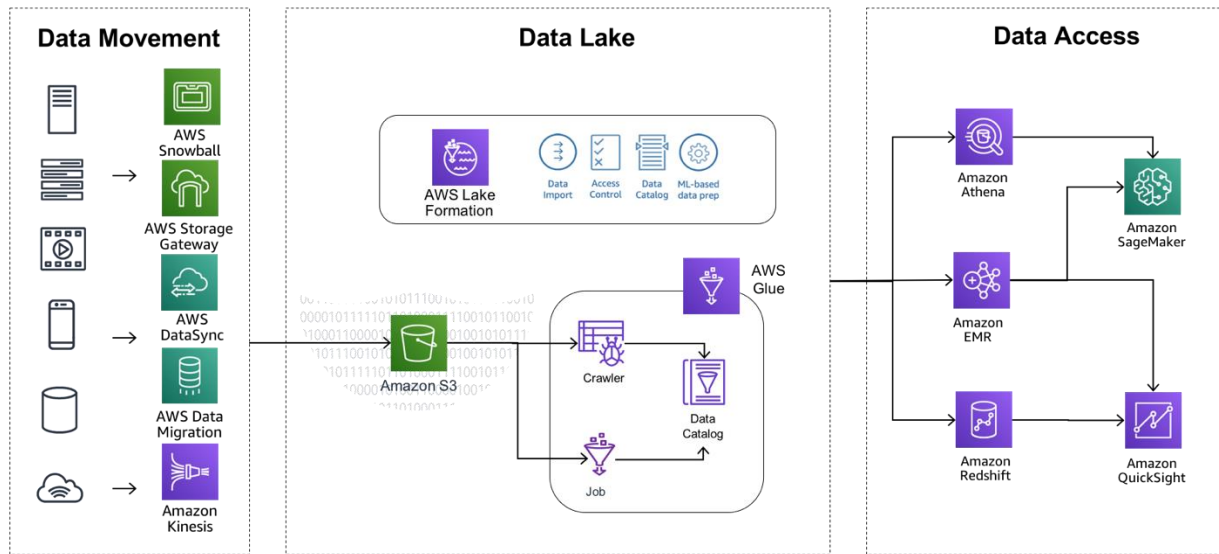 Data Movement
AWS
Snowball
AWS Storage
Gateway
AWS
DataSync
AWS Data
Migration
Amazon
Kinesis
Data Lake
AWS Lake
Formation
Data
Import
Access
Control
Data
Catalog
ML-based
data prep
Amazon S3
AWS
Glue
Crawler
Data
Catalog
Job
Data Access
Amazon
Athena
Amazon
SageMaker
Amazon
EMR
Amazon
Redshift
Amazon
QuickSight